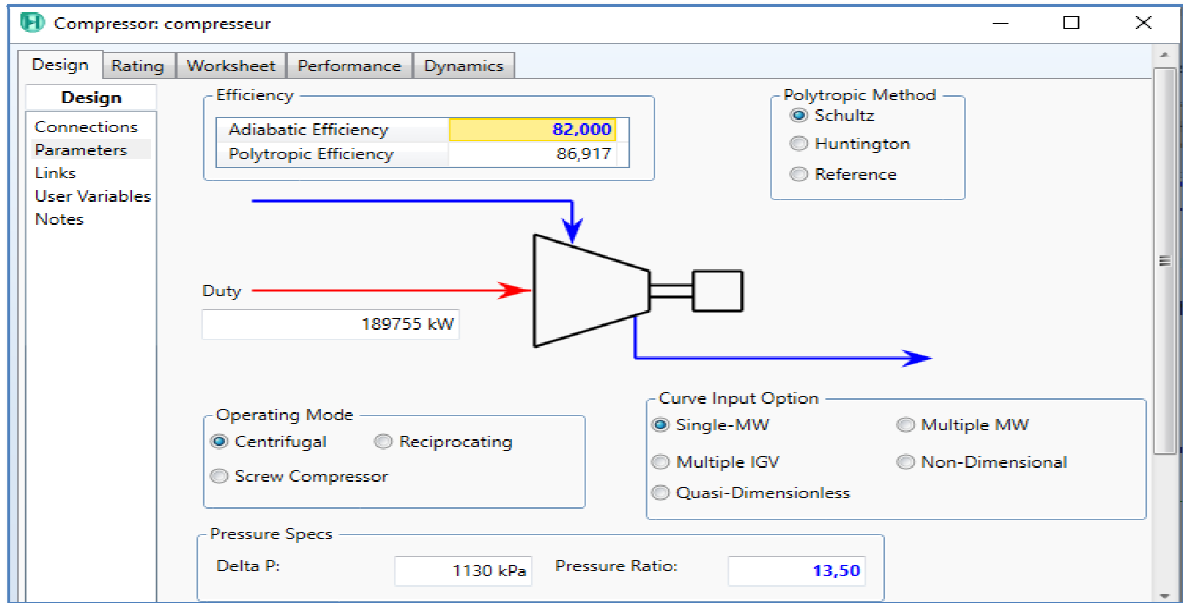 Compressor: compresseur
Design Rating Worksheet Performance Dynamics
Design
Connections
Parameters
Links
User Variables
Notes
Efficiency
Adiabatic Efficiency 82,000
Polytropic Efficiency 86,917
Polytropic Method
Schultz
Huntington
Reference
Duty
189755 kW
Operating Mode
Centrifugal Reciprocating
Screw Compressor
Curve Input Option
Single-MW Multiple MW
Multiple IGV Non-Dimensional
Quasi-Dimensionless
Pressure Specs
Delta P: 1130 kPa Pressure Ratio: 13,50